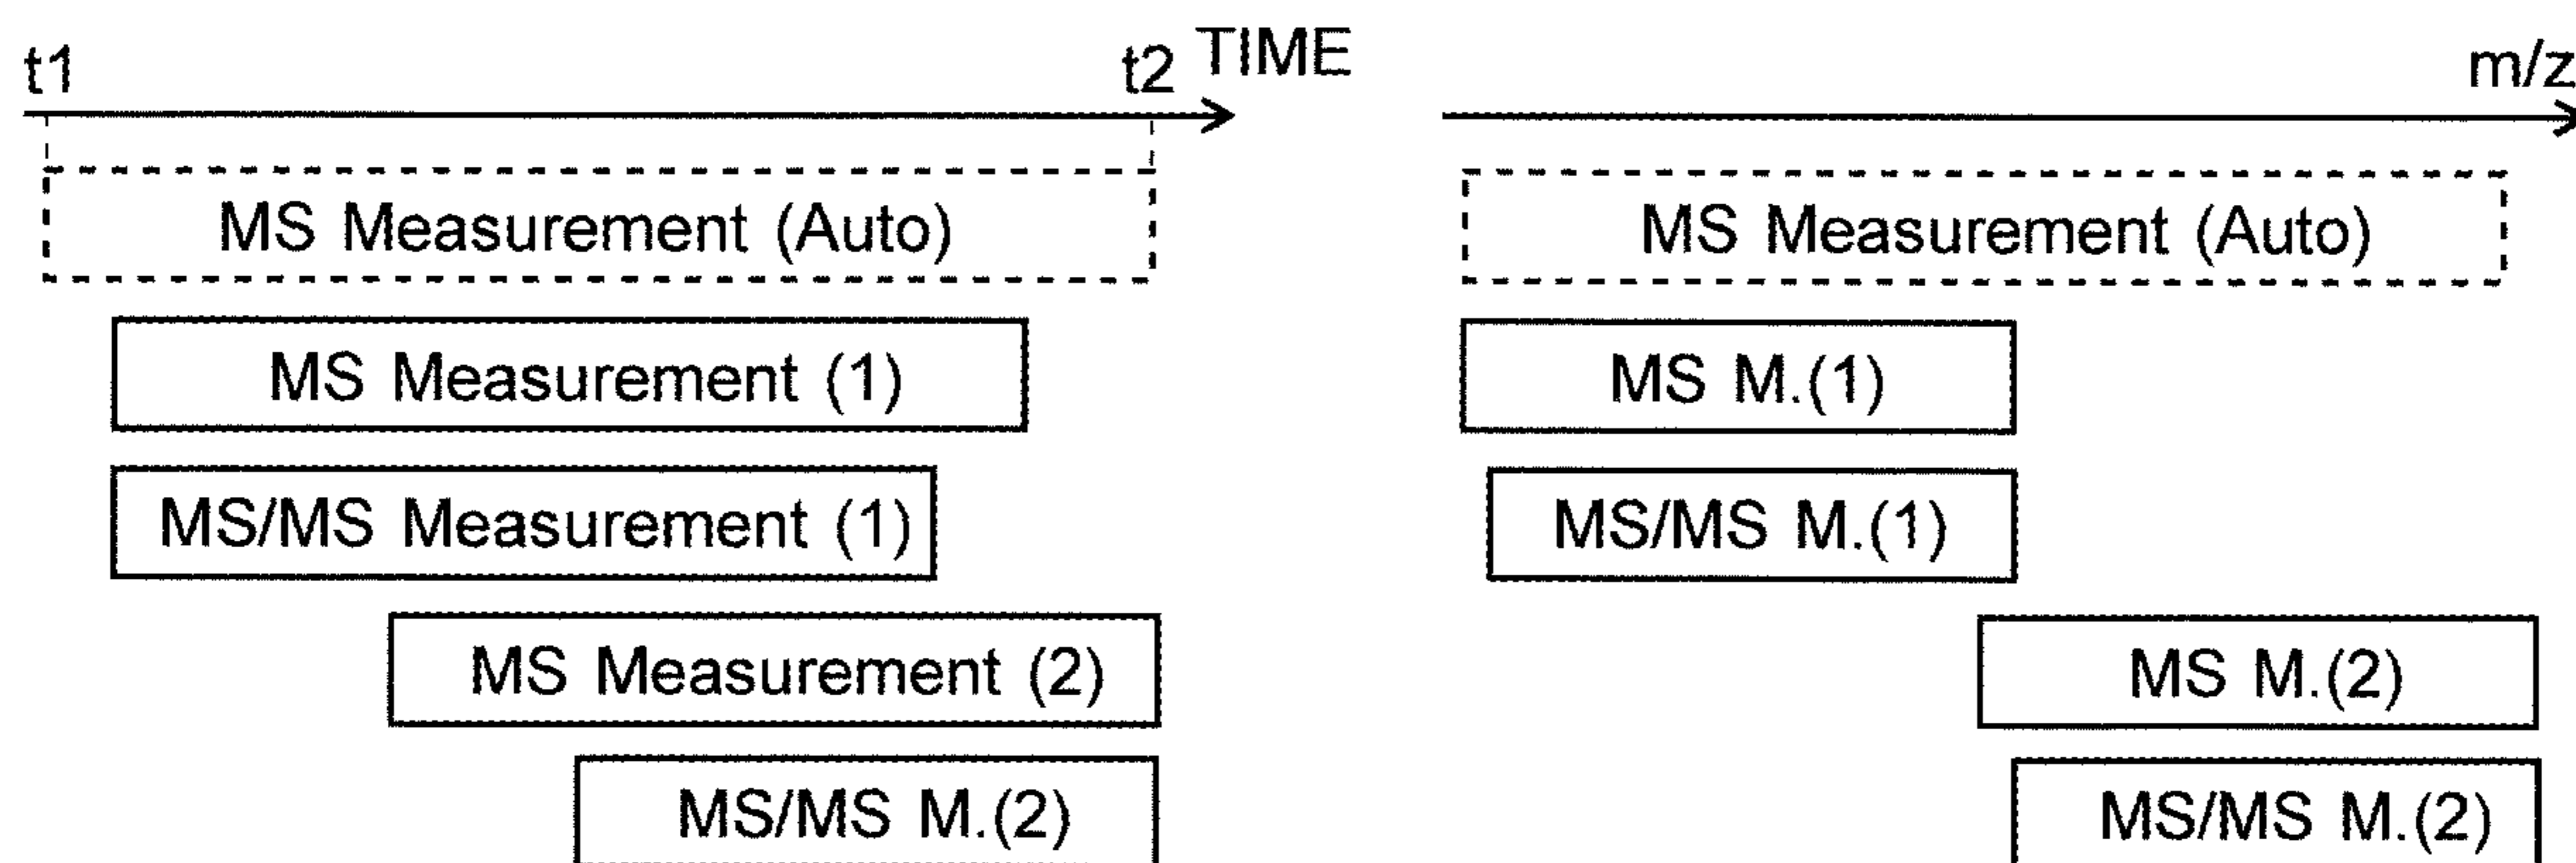 t1 t2 TIME m/z
MS Measurement (Auto) MS Measurement (Auto)
MS Measurement (1) MS M.(1)
MS/MS Measurement (1) MS/MS M.(1)
MS Measurement (2) MS M.(2)
MS/MS M.(2) MS/MS M.(2)